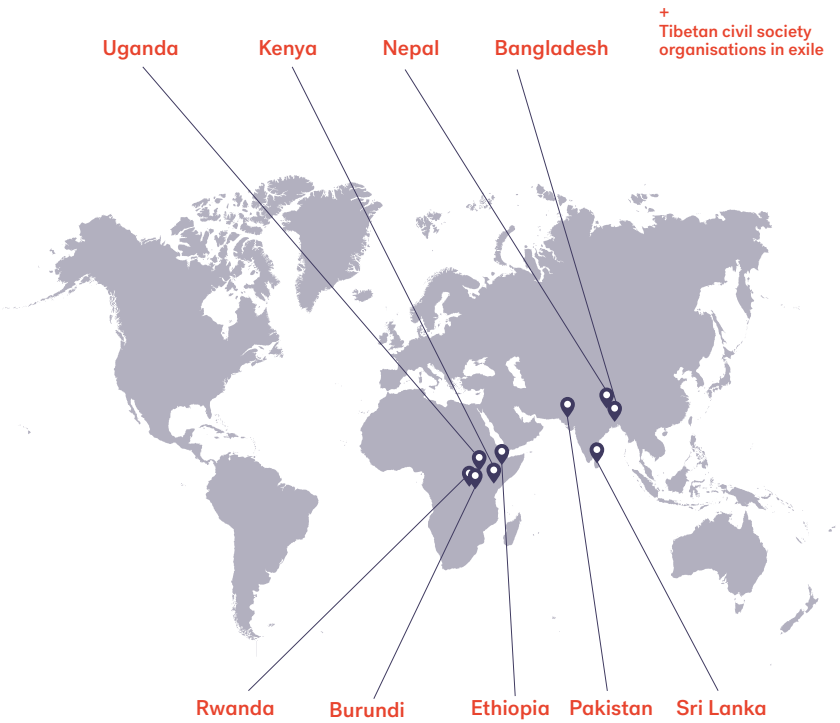 +
Tibetan civil society
organisations in exile
Uganda
Kenya
Nepal
Bangladesh
Rwanda
Burundi
Ethiopia
Pakistan
Sri Lanka